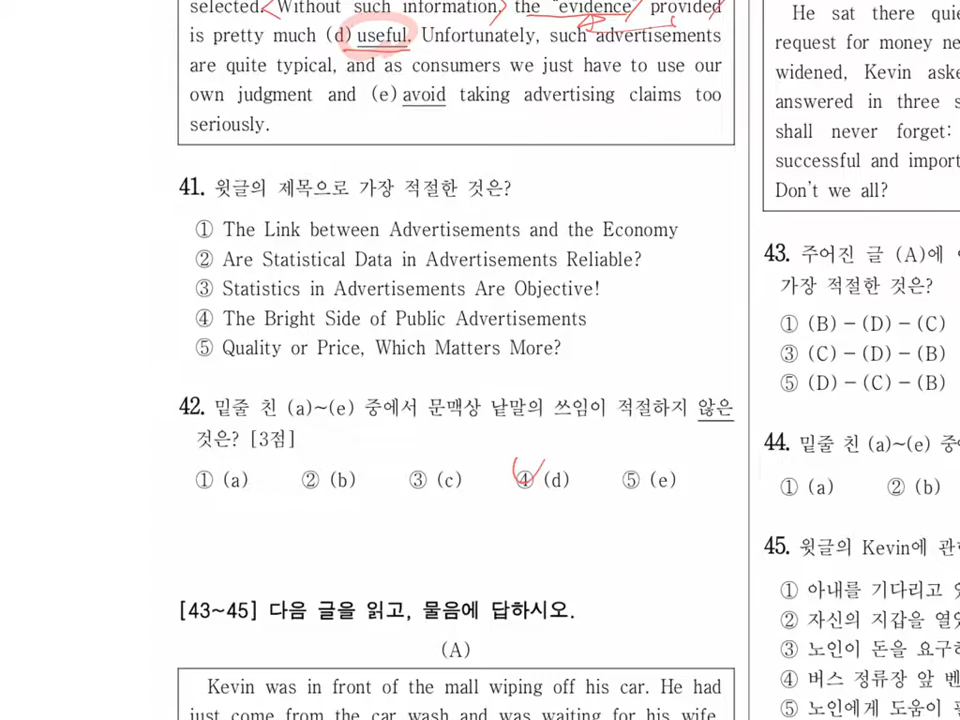 selected. Without such information, the "evidence" provided
is pretty much (d) useful. Unfortunately, such advertisements
are quite typical, and as consumers we just have to use our
own judgment and (e) avoid taking advertising claims too
seriously.
41. 윗글의 제목으로 가장 적절한 것은?
① The Link between Advertisements and the Economy
② Are Statistical Data in Advertisements Reliable?
③ Statistics in Advertisements Are Objective!
④ The Bright Side of Public Advertisements
⑤ Quality or Price, Which Matters More?
42. 밑줄 친 (a)~(e) 중에서 문맥상 낱말의 쓰임이 적절하지 않은
것은? [3점]
① (a) ② (b) ③ (c) ④ (d) ⑤ (e)
[43~45] 다음 글을 읽고, 물음에 답하시오.
(A)
Kevin was in front of the mall wiping off his car. He had
just come from the car wash and was waiting for his wife.
He sat there
request for money
widened, Kevin
answered in three
shall never forget:
successful and
Don't we all?
43. 주어진 글 (A)에
가장 적절한 것은?
① (B) - (D) - (C)
③ (C) - (D) - (B)
⑤ (D) - (C) - (B)
44. 밑줄 친 (a)~(e)
① (a) ② (b)
45. 윗글의 Kevin에
① 아내를 기다리고
② 자신의 지갑을
③ 노인이 돈을
④ 버스 정류장 앞
⑤ 노인에게 도움이